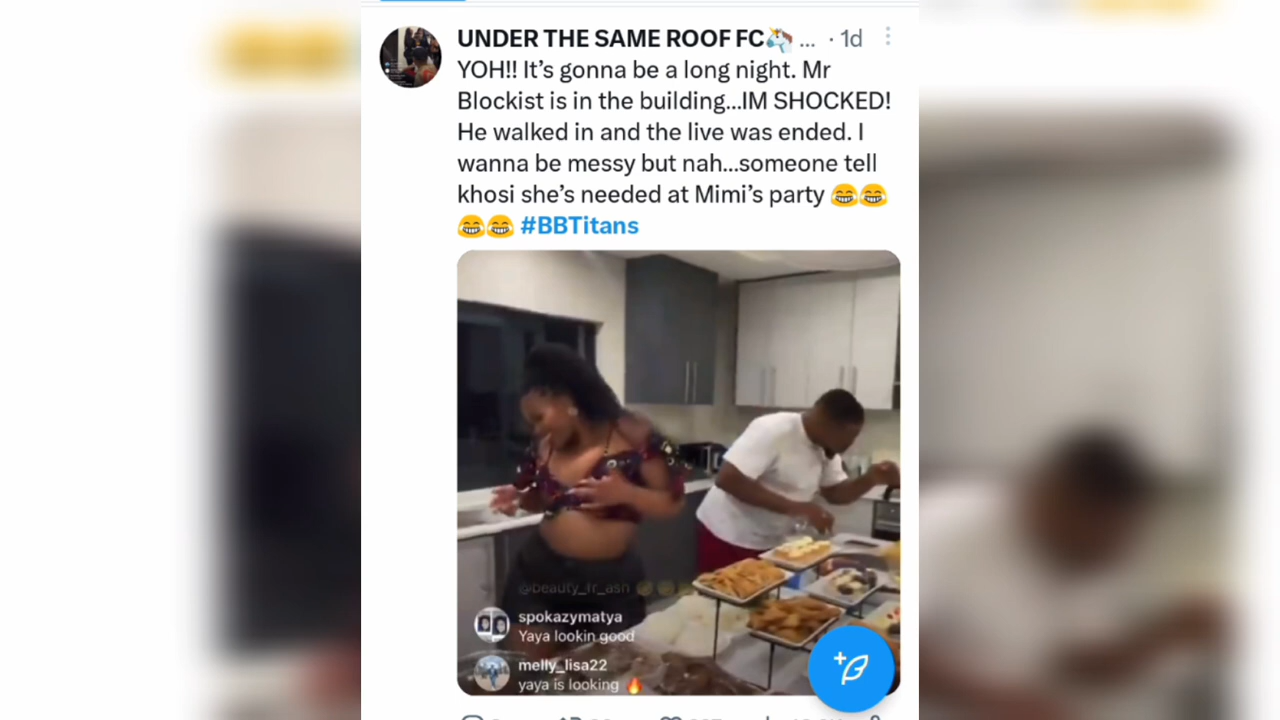 UNDER THE SAME ROOF FC🦄 ... · 1d
YOH!! It’s gonna be a long night. Mr
Blockist is in the building...IM SHOCKED!
He walked in and the live was ended. I
wanna be messy but nah...someone tell
khosi she’s needed at Mimi’s party 😂😂
😂😂 #BBTitans
@beauty_fr_ash
spokazymatya
Yaya lookin good
melly_lisa22
yaya is looking 🔥